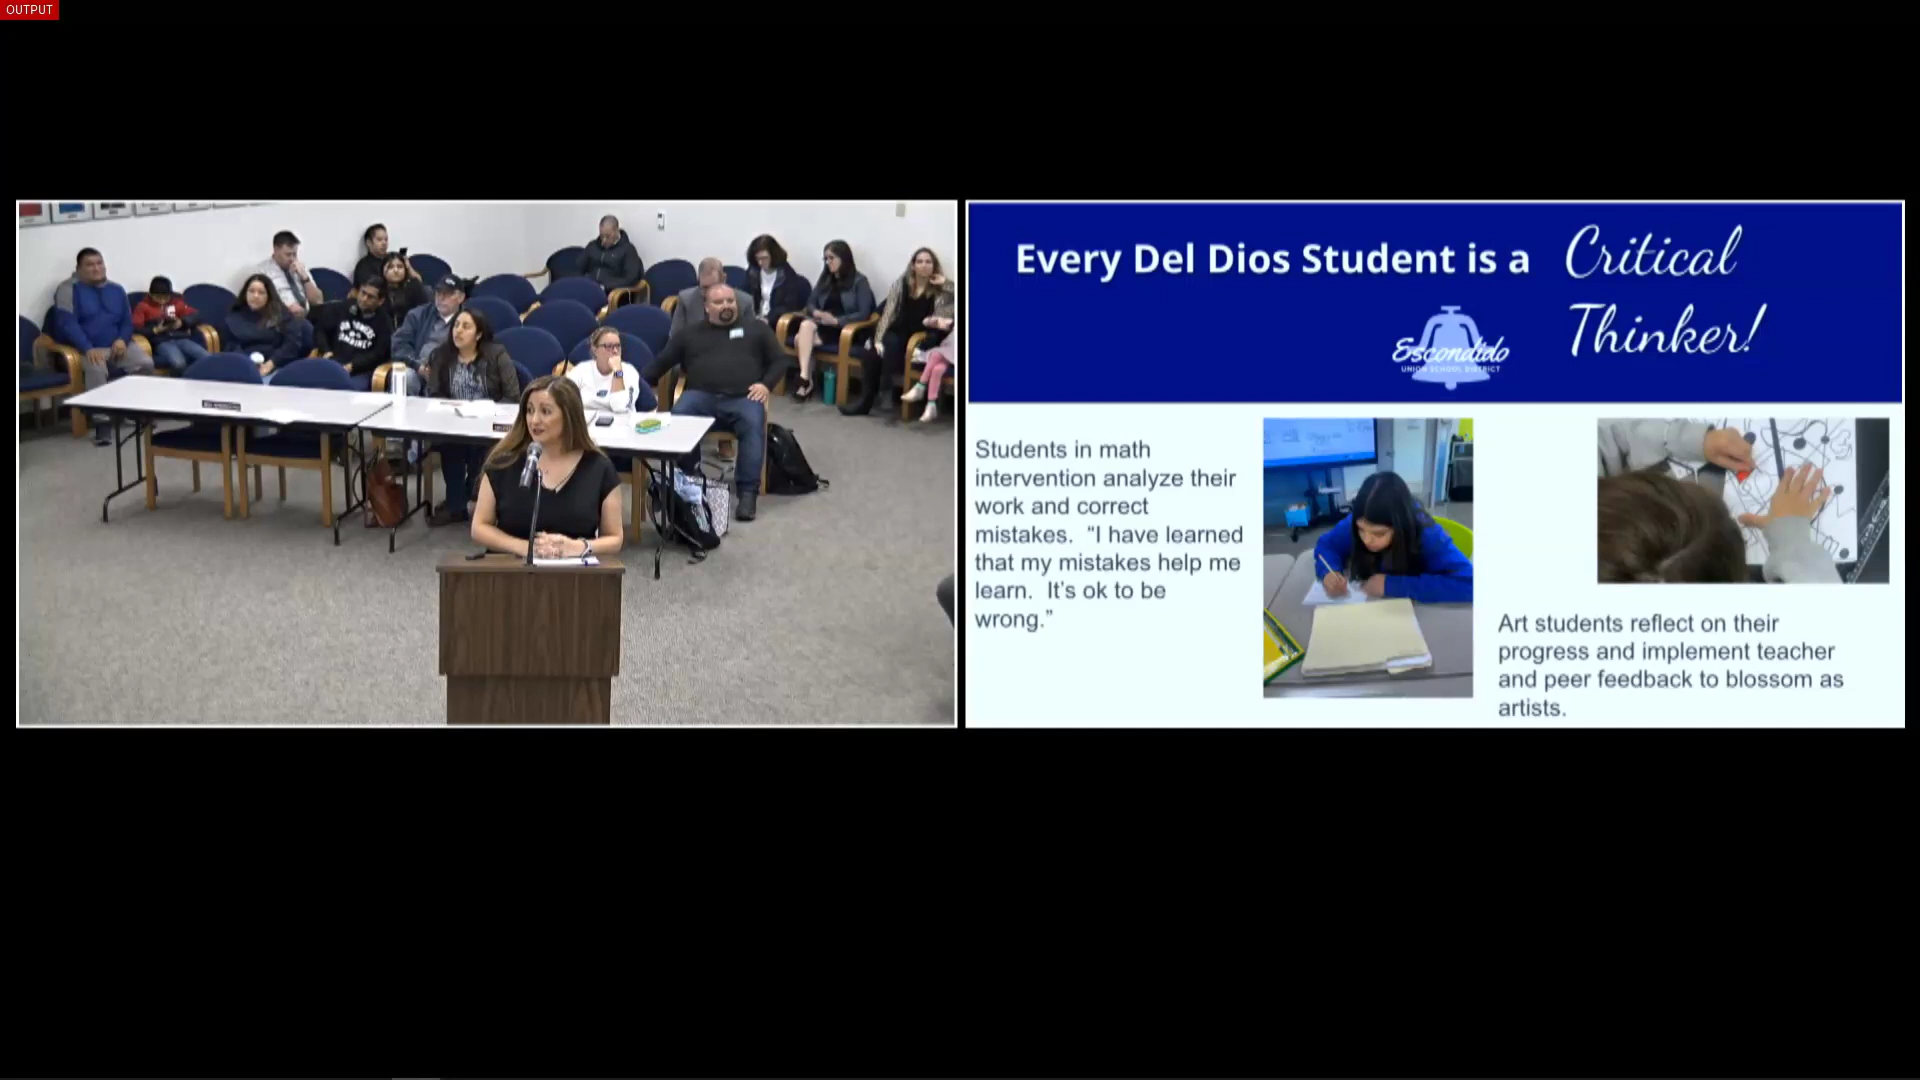 OUTPUT
Every Del Dios Student is a
Critical
Thinker!
Escondido
UNION SCHOOL DISTRICT
Students in math
intervention analyze their
work and correct
mistakes.  “I have learned
that my mistakes help me
learn.  It’s ok to be
wrong.”
Art students reflect on their
progress and implement teacher
and peer feedback to blossom as
artists.